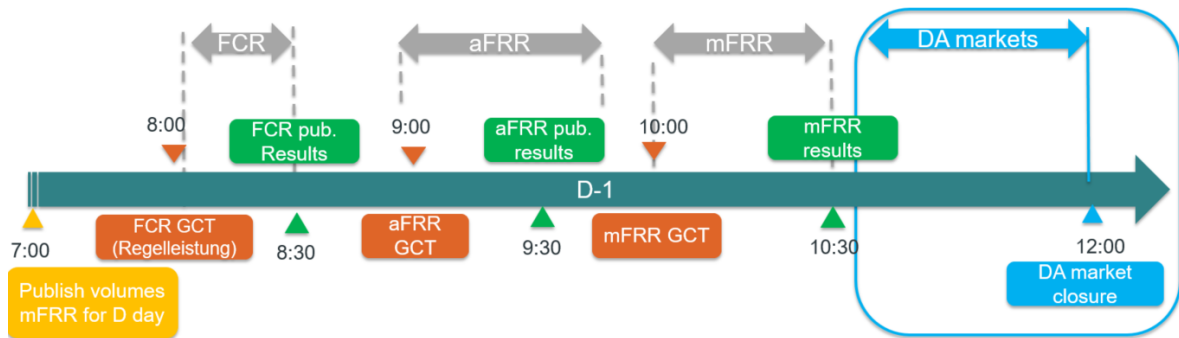 FCR
aFRR
mFRR
DA markets
8:00
FCR pub.
Results
9:00
aFRR pub.
results
10:00
mFRR
results
D-1
7:00
FCR GCT
(Regelleistung)
8:30
aFRR
GCT
9:30
mFRR GCT
10:30
12:00
Publish volumes
mFRR for D day
DA market
closure